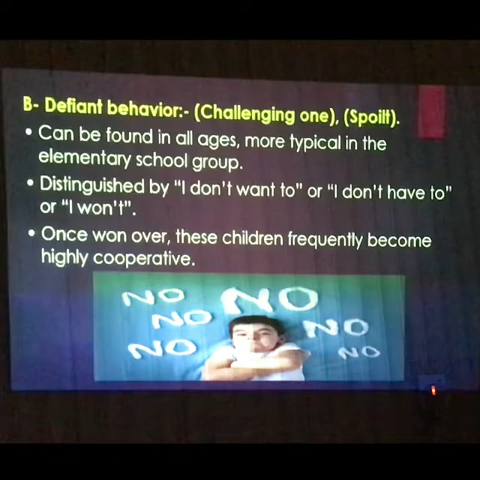 B- Defiant behavior:- (Challenging one), (Spoilt).
• Can be found in all ages, more typical in the
elementary school group.
• Distinguished by “I don’t want to” or “I don’t have to”
or “I won’t”.
• Once won over, these children frequently become
highly cooperative.
NO NO
NO NO
NO NO